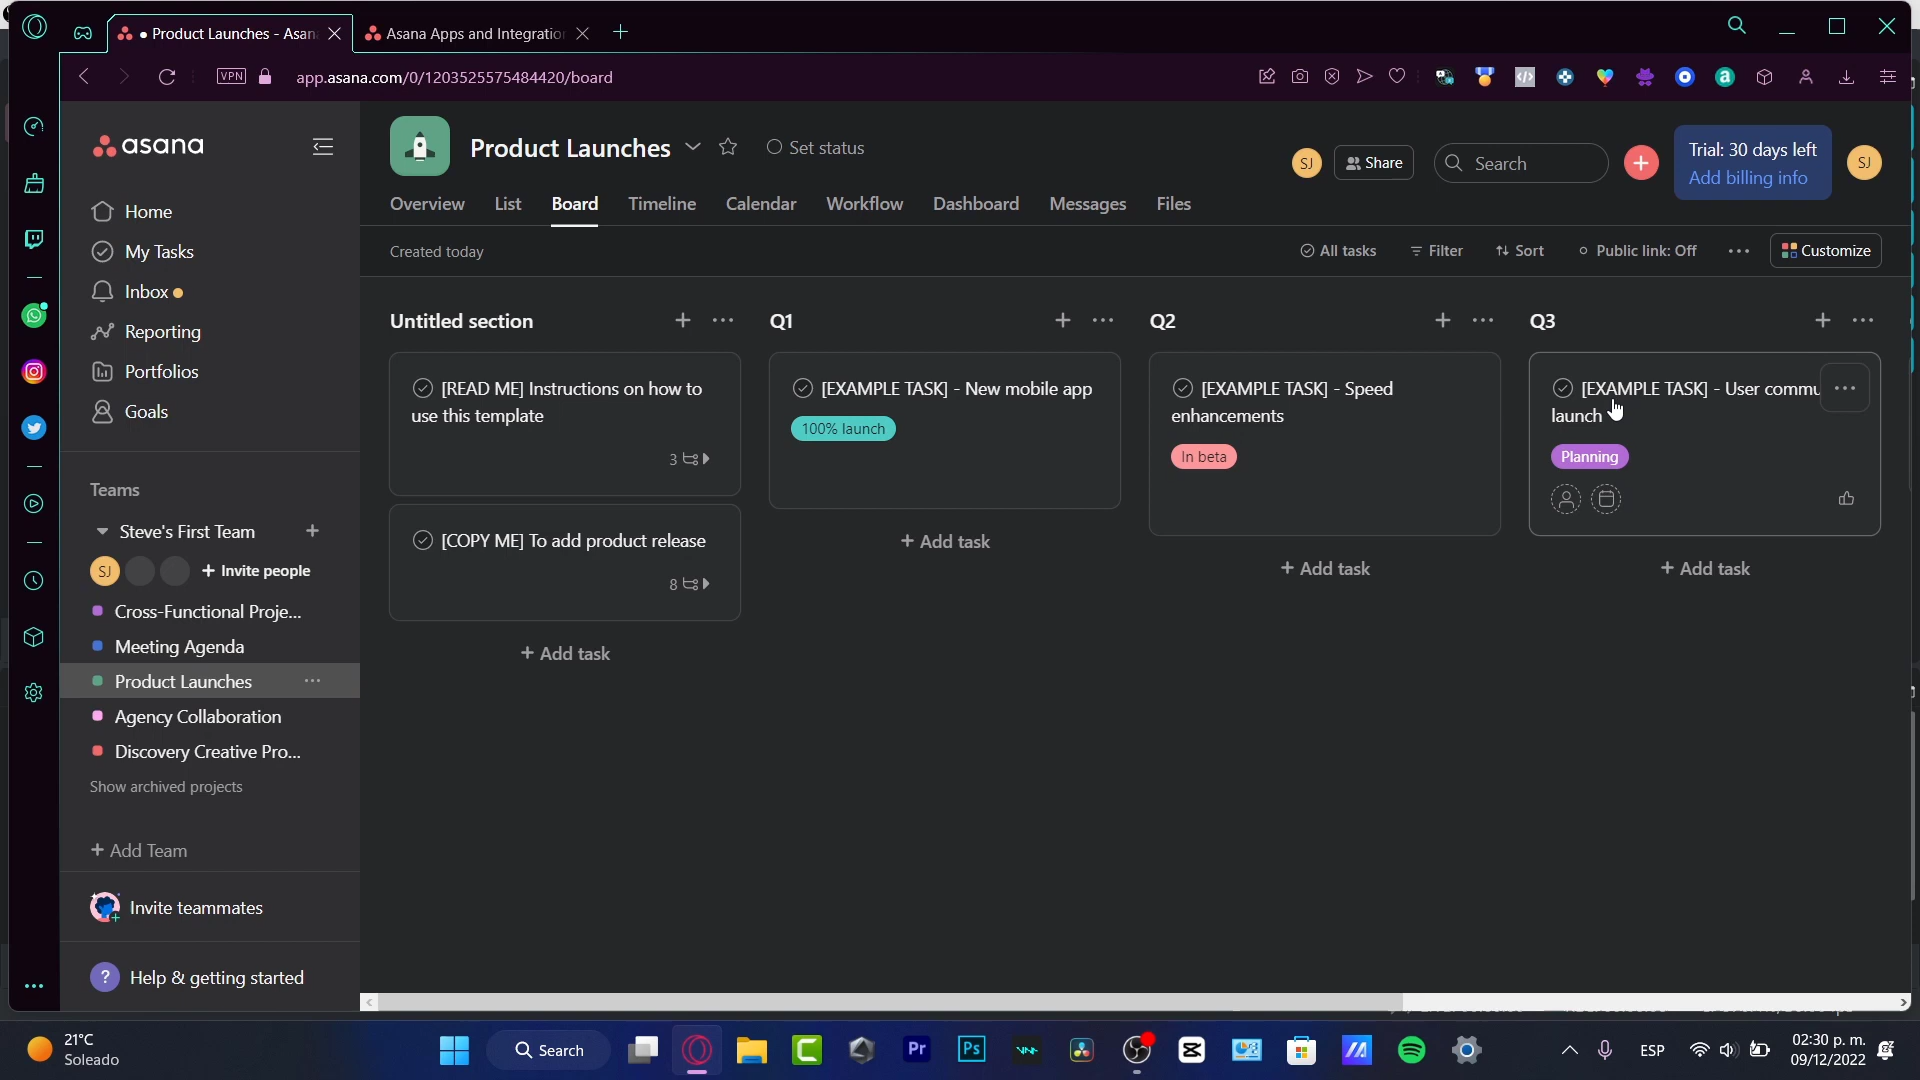 Product Launches - Asan
Asana Apps and Integratio
VPN
app.asana.com/0/1203525575484420/board
asana
Product Launches
Set status
SJ
Share
Search
Trial: 30 days left
Add billing info
SJ
Overview
List
Board
Timeline
Calendar
Workflow
Dashboard
Messages
Files
Created today
All tasks
Filter
Sort
Public link: Off
Customize
Home
My Tasks
Inbox
Reporting
Portfolios
Goals
Teams
Steve's First Team
SJ
+ Invite people
Cross-Functional Proje...
Meeting Agenda
Product Launches
Agency Collaboration
Discovery Creative Pro...
Show archived projects
+ Add Team
Invite teammates
? Help & getting started
Untitled section
[READ ME] Instructions on how to
use this template
3
[COPY ME] To add product release
8
+ Add task
Q1
[EXAMPLE TASK] - New mobile app
100% launch
+ Add task
Q2
[EXAMPLE TASK] - Speed
enhancements
In beta
+ Add task
Q3
[EXAMPLE TASK] - User commu
launch
Planning
+ Add task
21°C
Soleado
Search
Pr
Ps
ESP
02:30 p. m.
09/12/2022